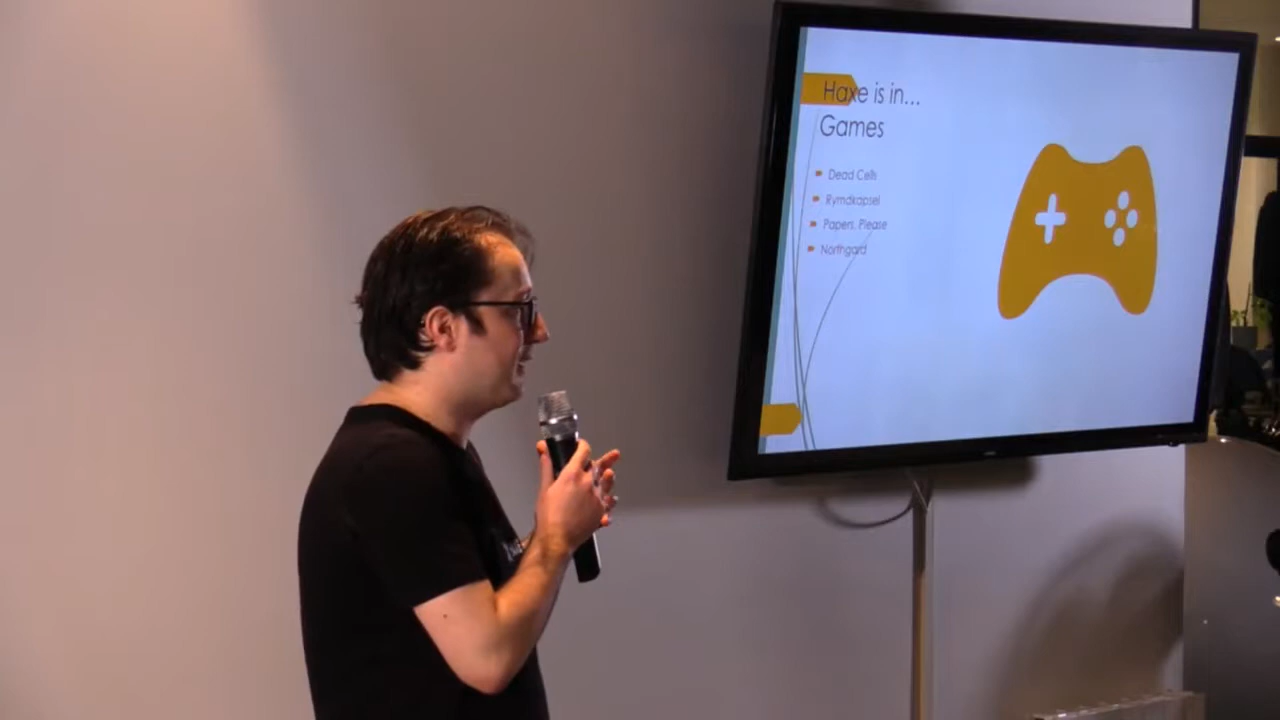 Haxe is in...
Games
Dead Cells
Rymdkapsel
Papers, Please
Northgard